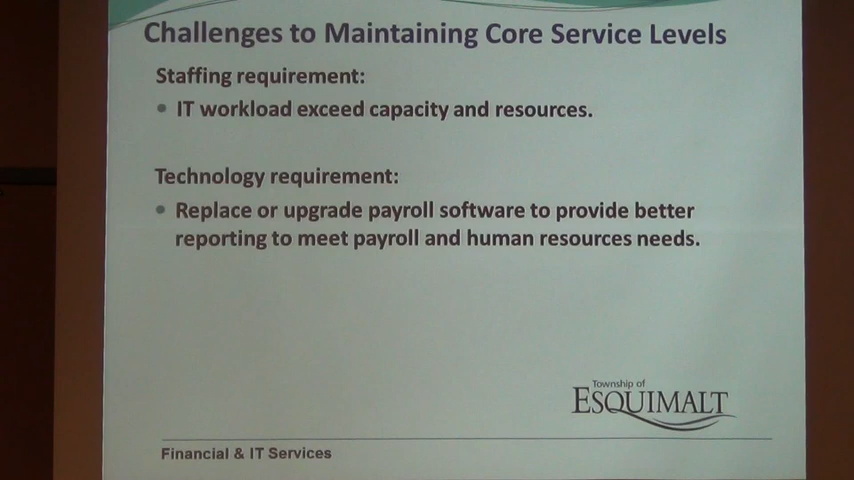 Challenges to Maintaining Core Service Levels
Staffing requirement:
• IT workload exceed capacity and resources.
Technology requirement:
• Replace or upgrade payroll software to provide better
reporting to meet payroll and human resources needs.
Township of
ESQUIMALT
Financial & IT Services